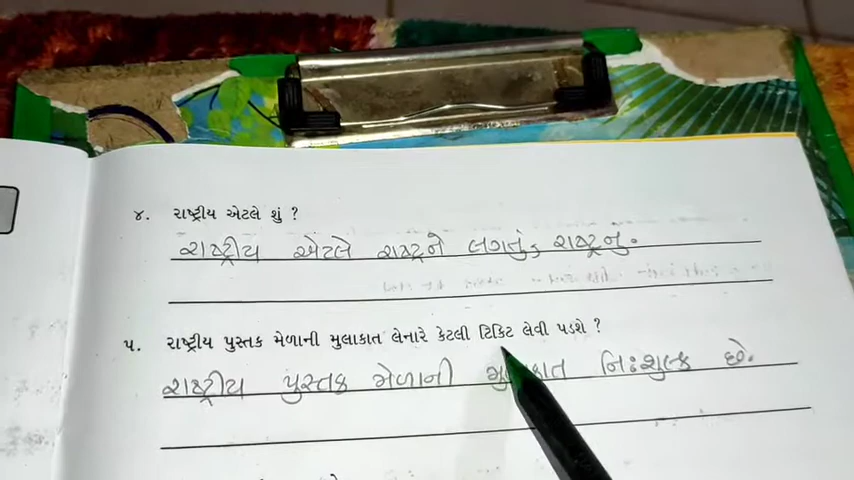 ૪. રાષ્ટ્રીય એટલે શું ?
રાષ્ટ્રીય એટલે રાષ્ટ્રને લગતું, રાષ્ટ્રનું.
૫. રાષ્ટ્રીય પુસ્તક મેળાની મુલાકાત લેનારે કેટલી ટિકિટ લેવી પડશે ?
રાષ્ટ્રીય પુસ્તક મેળાની મુલાકાત નિઃશુલ્ક છે.